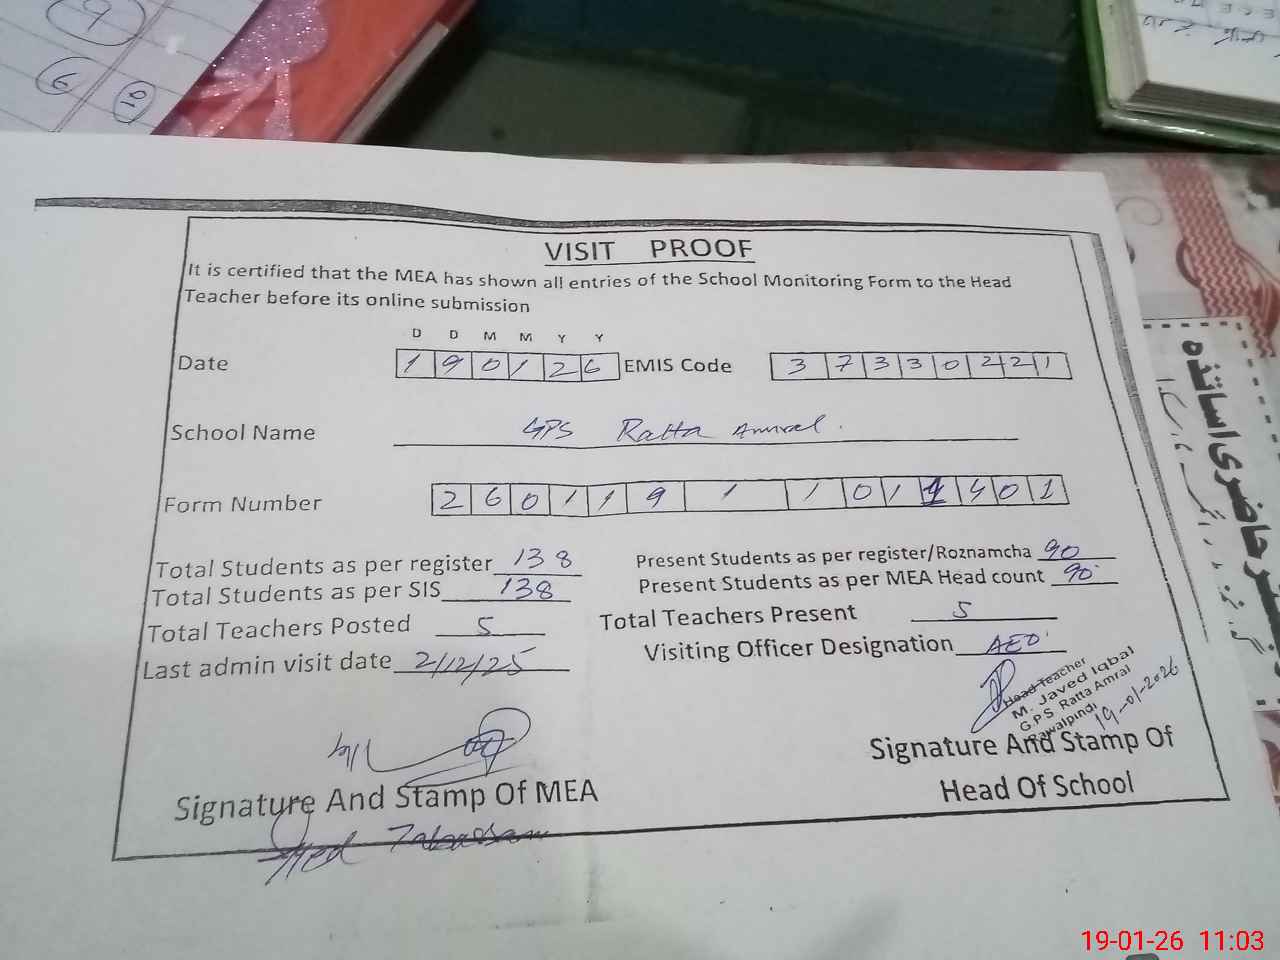 9
9
10
VISIT PROOF
It is certified that the MEA has shown all entries of the School Monitoring Form to the Head
Teacher before its online submission
D D M M Y Y
Date 1 9 0 1 2 6 EMIS Code 3 7 3 3 0 2 2 1
School Name GPS Ratta Amral.
Form Number 2 6 0 1 1 9 1 1 0 1 1 4 0 1
Total Students as per register 138 Present Students as per register/Roznamcha 90
Total Students as per SIS 138 Present Students as per MEA Head count 90
Total Teachers Posted 5 Total Teachers Present 5
Last admin visit date 2/12/25 Visiting Officer Designation AEO
Head Teacher
M. Javed Iqbal
G.P.S. Ratta Amral
Rawalpindi
19-01-2026
Signature And Stamp Of MEA
Signature And Stamp Of
Head Of School
Tabassam
حاضری اساتذہ
19-01-26 11:03